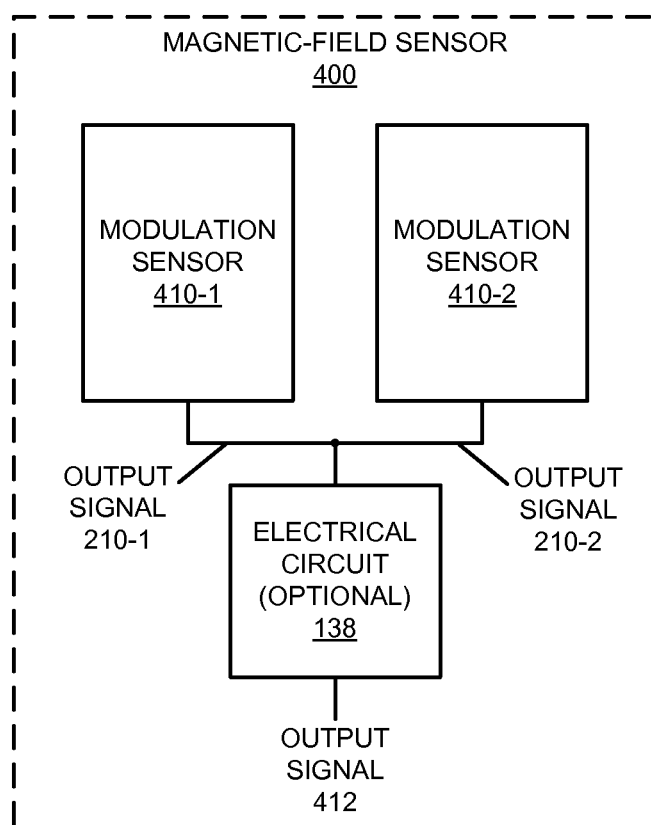 MAGNETIC-FIELD SENSOR
400
MODULATION
SENSOR
410-1
MODULATION
SENSOR
410-2
OUTPUT
SIGNAL
210-1
OUTPUT
SIGNAL
210-2
ELECTRICAL
CIRCUIT
(OPTIONAL)
138
OUTPUT
SIGNAL
412